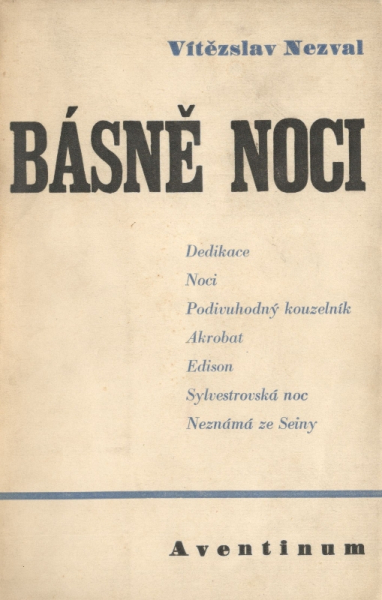 Vítězslav Nezval
BÁSNĚ NOCI
Dedikace
Noci
Podivuhodný kouzelník
Akrobat
Edison
Sylvestrovská noc
Neznámá ze Seiny
Aventinum